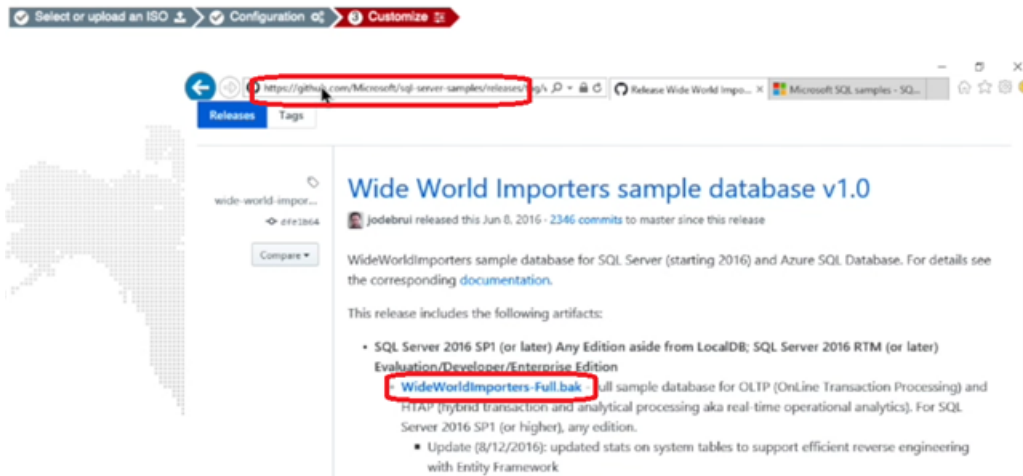 Select or upload an ISO Configuration 3 Customize
https://github.com/Microsoft/sql-server-samples/releases/ Release Wide World Impo... Microsoft SQL samples - SQ...
Releases Tags
Wide World Importers sample database v1.0
wide-world-impor...
jodebrui released this Jun 8, 2016 · 2346 commits to master since this release
Compare
WideWorldImporters sample database for SQL Server (starting 2016) and Azure SQL Database. For details see
the corresponding documentation.
This release includes the following artifacts:
• SQL Server 2016 SP1 (or later) Any Edition aside from LocalDB; SQL Server 2016 RTM (or later)
Evaluation/Developer/Enterprise Edition
WideWorldImporters-Full.bak - ull sample database for OLTP (OnLine Transaction Processing) and
HTAP (hybrid transaction and analytical processing aka real-time operational analytics). For SQL
Server 2016 SP1 (or higher), any edition.
▪ Update (8/12/2016): updated stats on system tables to support efficient reverse engineering
with Entity Framework